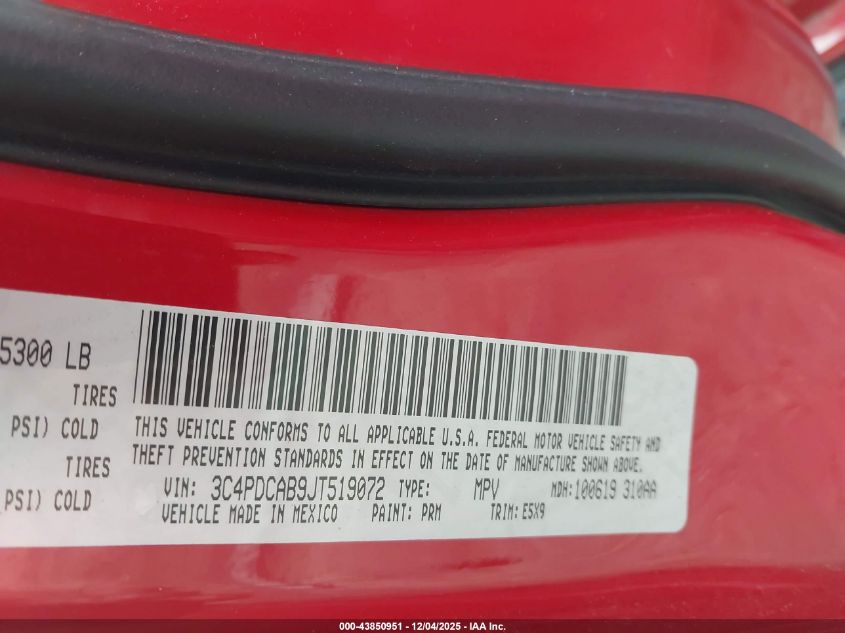 5300 LB
TIRES
PSI) COLD
TIRES
PSI) COLD
THIS VEHICLE CONFORMS TO ALL APPLICABLE U.S.A. FEDERAL MOTOR VEHICLE SAFETY AND
THEFT PREVENTION STANDARDS IN EFFECT ON THE DATE OF MANUFACTURE SHOWN ABOVE.
VIN: 3C4PDCAB9JT519072 TYPE: MPV MDH: 100619 310AA
VEHICLE MADE IN MEXICO PAINT: PRM TRIM: E5X9
000-43850951 - 12/04/2025 - IAA Inc.